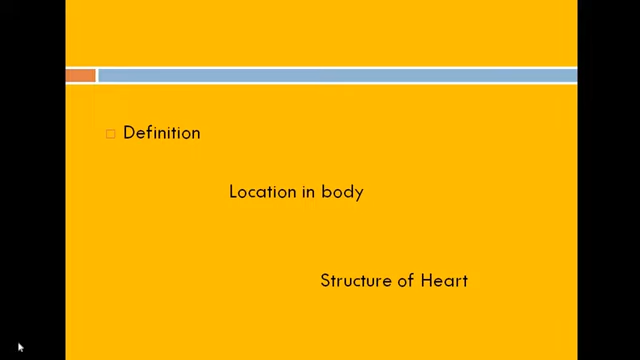 Definition
Location in body
Structure of Heart